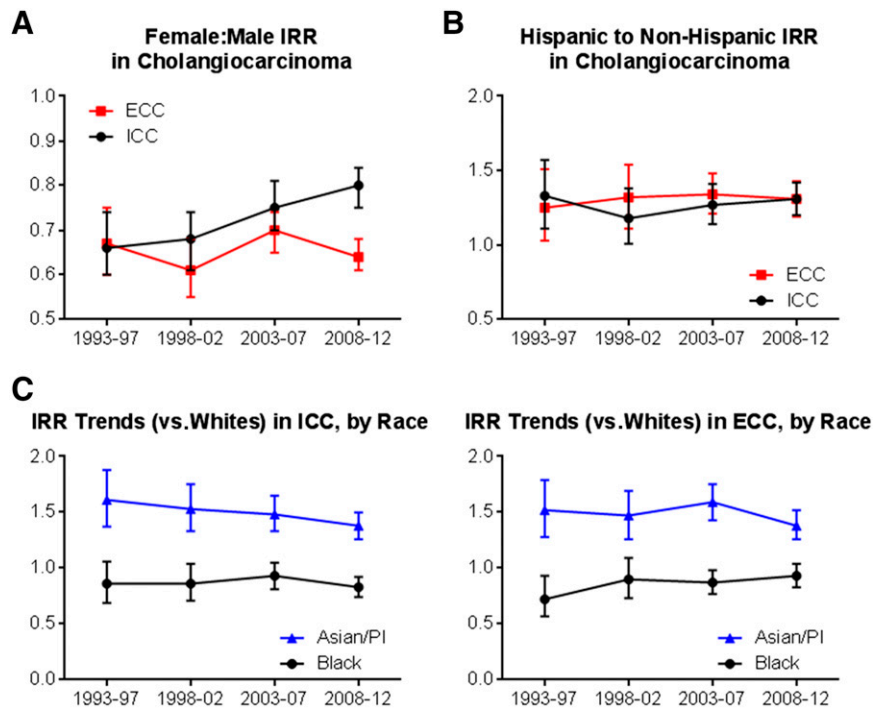 A
Female:Male IRR
in Cholangiocarcinoma
1.0
0.9
0.8
0.7
0.6
0.5
ECC
ICC
1993-97 1998-02 2003-07 2008-12
B
Hispanic to Non-Hispanic IRR
in Cholangiocarcinoma
2.0
1.5
1.0
0.5
ECC
ICC
1993-97 1998-02 2003-07 2008-12
C
IRR Trends (vs.Whites) in ICC, by Race
2.0
1.5
1.0
0.5
0.0
Asian/PI
Black
1993-97 1998-02 2003-07 2008-12
IRR Trends (vs.Whites) in ECC, by Race
2.0
1.5
1.0
0.5
0.0
Asian/PI
Black
1993-97 1998-02 2003-07 2008-12